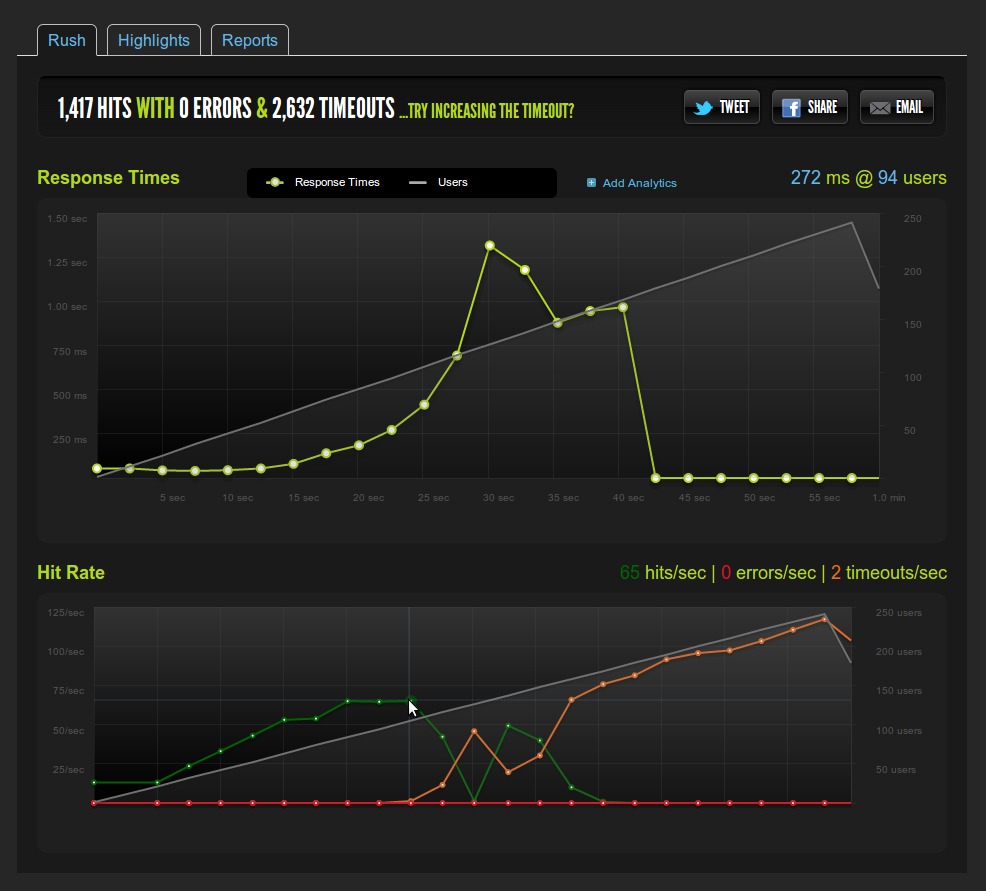 Rush Highlights Reports
1,417 HITS WITH 0 ERRORS & 2,632 TIMEOUTS ...TRY INCREASING THE TIMEOUT? TWEET SHARE EMAIL
Response Times Response Times Users Add Analytics 272 ms @ 94 users
1.50 sec 250
1.25 sec 200
1.00 sec 150
750 ms 100
500 ms 50
250 ms
5 sec 10 sec 15 sec 20 sec 25 sec 30 sec 35 sec 40 sec 45 sec 50 sec 55 sec 1.0 min
Hit Rate 65 hits/sec | 0 errors/sec | 2 timeouts/sec
125/sec 250 users
100/sec 200 users
75/sec 150 users
50/sec 100 users
25/sec 50 users